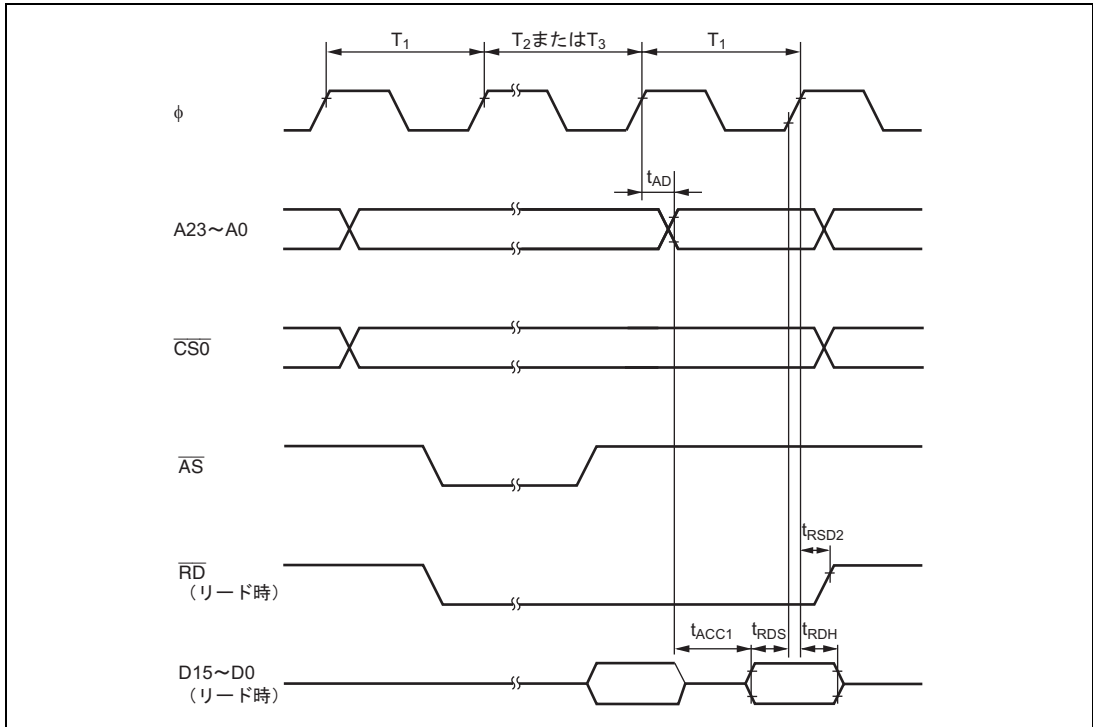 T1 T2またはT3 T1
φ
tAD
A23～A0
CS0
AS
tRSD2
RD
（リード時）
tACC1 tRDS tRDH
D15～D0
（リード時）